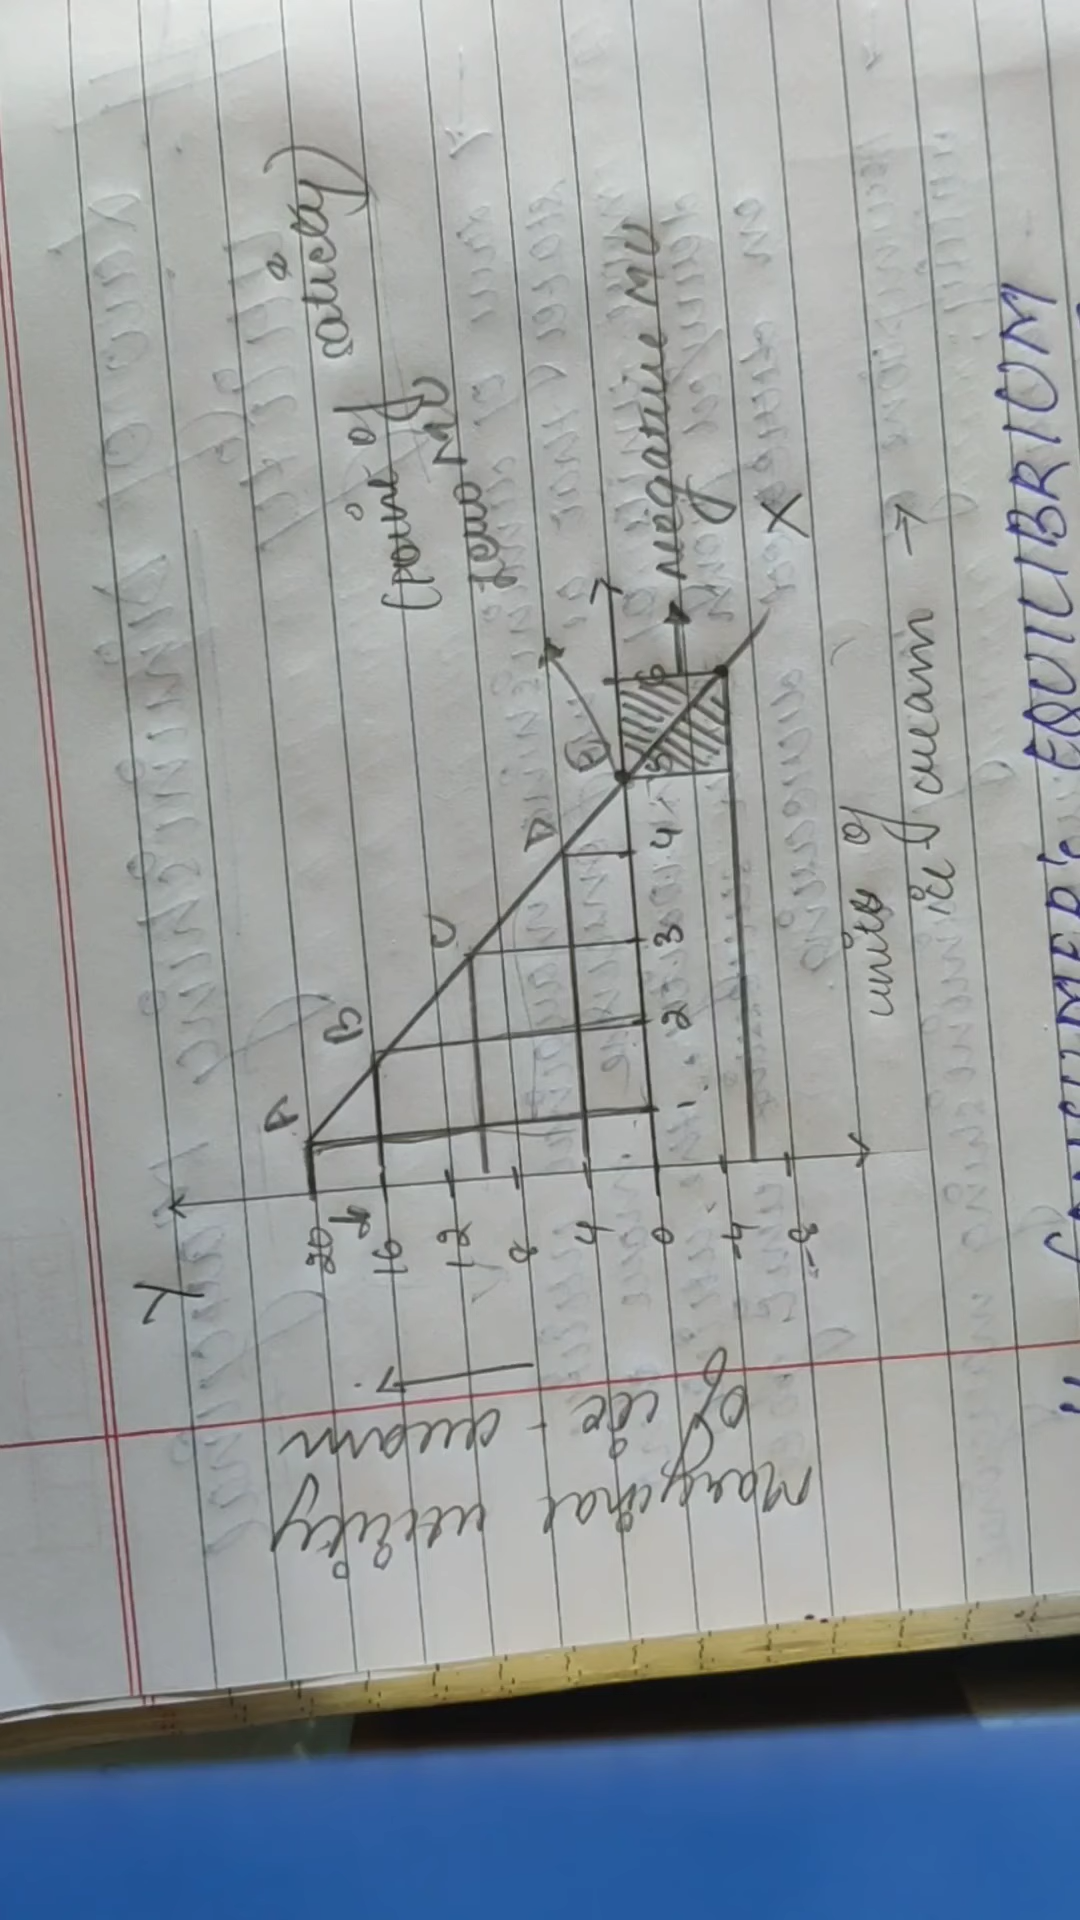 Y
20
16
12
8
4
0
-4
-8
Marginal utility
of ice-cream
A
B
C
D
E
(point of satiety)
zero MU
1
2
3
4
5
6
→ negative MU
X
units of
ice cream →
CONSUMER'S EQUILIBRIUM